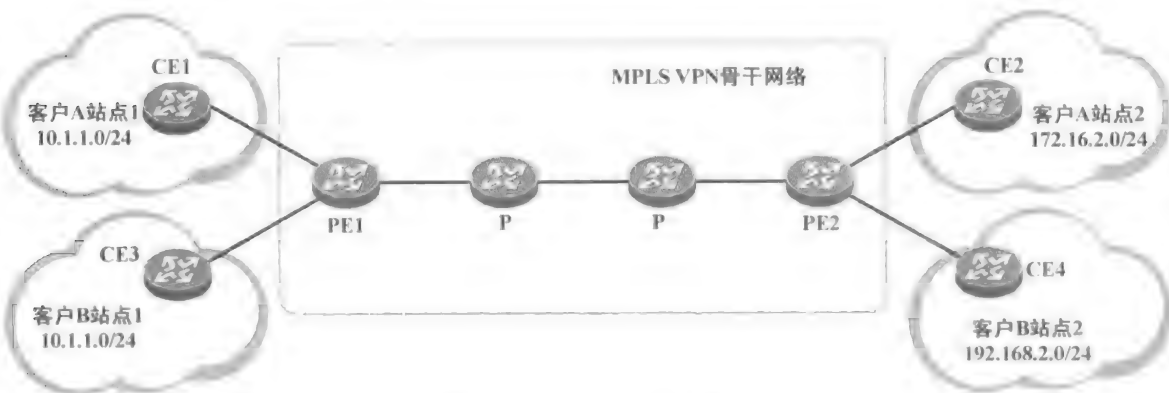 CE1
客户A站点1
10.1.1.0/24
MPLS VPN骨干网络
CE2
客户A站点2
172.16.2.0/24
PE1
P
P
PE2
CE3
客户B站点1
10.1.1.0/24
CE4
客户B站点2
192.168.2.0/24